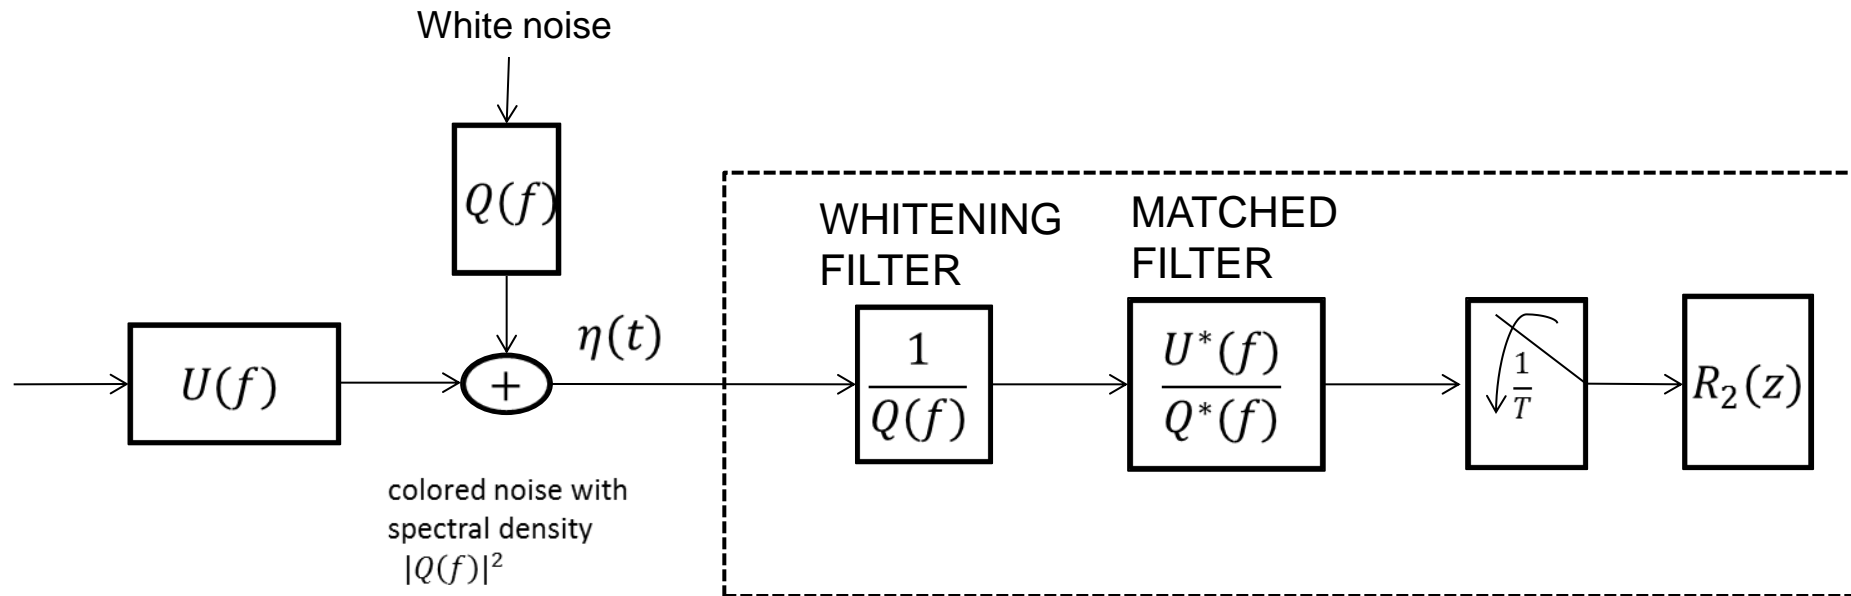 White noise
Q(f)
WHITENING
FILTER
MATCHED
FILTER
U(f)
+
η(t)
1
Q(f)
U*(f)
Q*(f)
1
T
R₂(z)
colored noise with
spectral density
|Q(f)|²